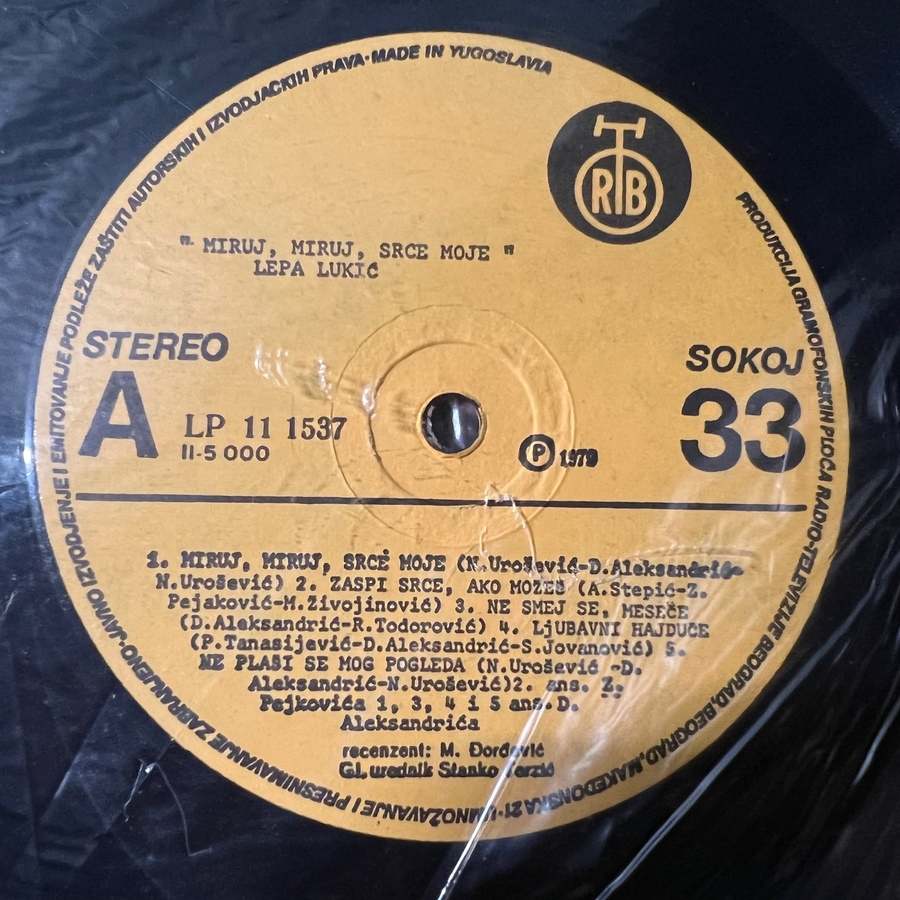 JAVNO IZVODJENJE I EMITOVANJE PODLEŽE ZAŠTITI AUTORSKIH I IZVODJACKIH PRAVA·MADE IN YUGOSLAVIA
RTB
PRODUKCIJA GRAMOFONSKIH PLOČA RADIO-TELEVIZIJE BEOGRAD, BEOGRAD, MAKEDONSKA 21·UMNOŽAVANJE I PRESNIMAVANJE ZABRANJENO·
" MIRUJ, MIRUJ, SRCE MOJE "
LEPA LUKIĆ
STEREO
SOKOJ
A
LP 11 1537
II-5 000
P 1979
33
1. MIRUJ, MIRUJ, SRCE MOJE (N.Urošević-D.Aleksandrić-
N.Urošević) 2. ZASPI SRCE, AKO MOŽEŠ (A.Stepić-Z.
Pejaković-M.Živojinović) 3. NE SMEJ SE, MESEČE
(D.Aleksandrić-R.Todorović) 4. LjUBAVNI HAJDUČE
(P.Tanasijević-D.Aleksandrić-S.Jovanović) 5.
NE PLAŠI SE MOG POGLEDA (N.Urošević -D.
Aleksandrić-N.Urošević)2. ans. Z.
Pejkovića 1, 3, 4 i 5 ans.D.
Aleksandrića
recenzent: M. Đorđević
Gl. urednik Stanko Terzić